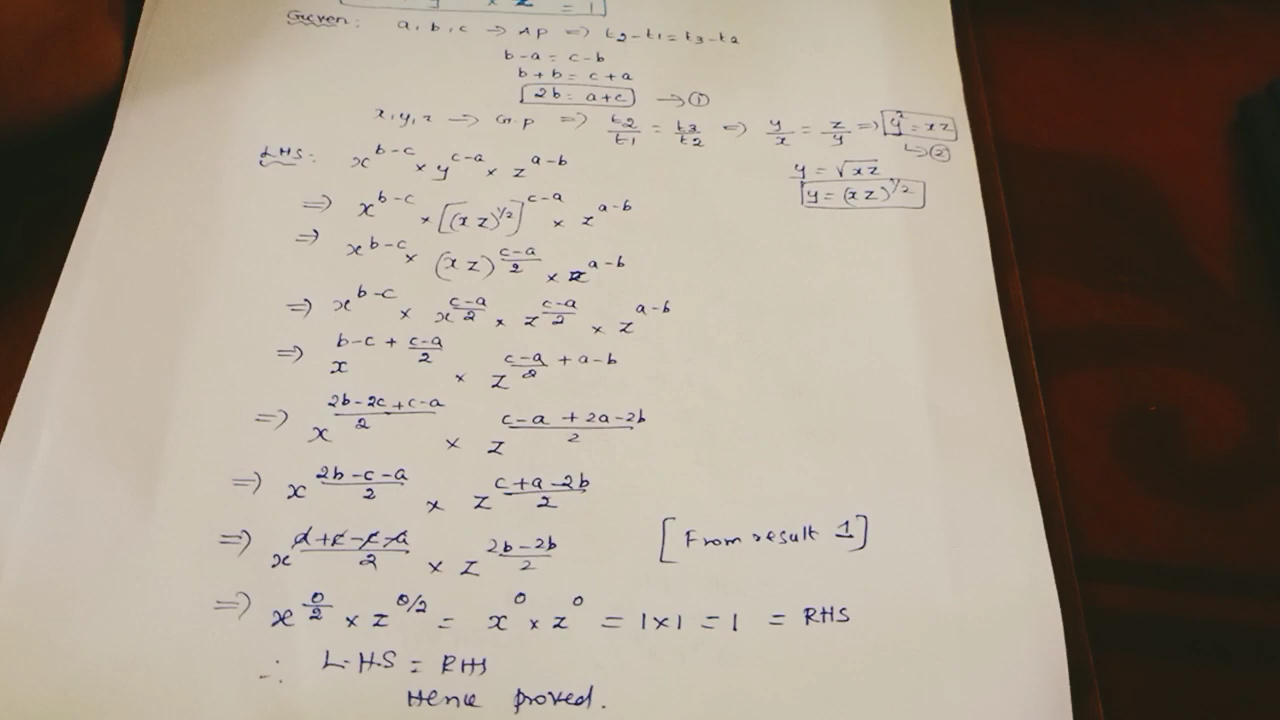 = 1
Given: a, b, c → AP ⇒ t₂ - t₁ = t₃ - t₂
b - a = c - b
b + b = c + a
2b = a+c → ①
x, y, z → G.P ⇒ t₂/t₁ = t₃/t₂ ⇒ y/x = z/y ⇒ y² = xz
↳ ②
y = √xz
y = (xz)^1/2
LHS: x^(b-c) × y^(c-a) × z^(a-b)
⇒ x^(b-c) × [(xz)^1/2]^(c-a) × z^(a-b)
⇒ x^(b-c) × (xz)^((c-a)/2) × z^(a-b)
⇒ x^(b-c) × x^((c-a)/2) × z^((c-a)/2) × z^(a-b)
⇒ x^(b-c + (c-a)/2) × z^((c-a)/2 + a-b)
⇒ x^((2b-2c+c-a)/2) × z^((c-a+2a-2b)/2)
⇒ x^((2b-c-a)/2) × z^((c+a-2b)/2)
⇒ x^((a+c-c-a)/2) × z^((2b-2b)/2) [From result 1]
⇒ x^(0/2) × z^(0/2) = x^0 × z^0 = 1×1 = 1 = RHS
∴ L.HS = RHS
Hence proved.